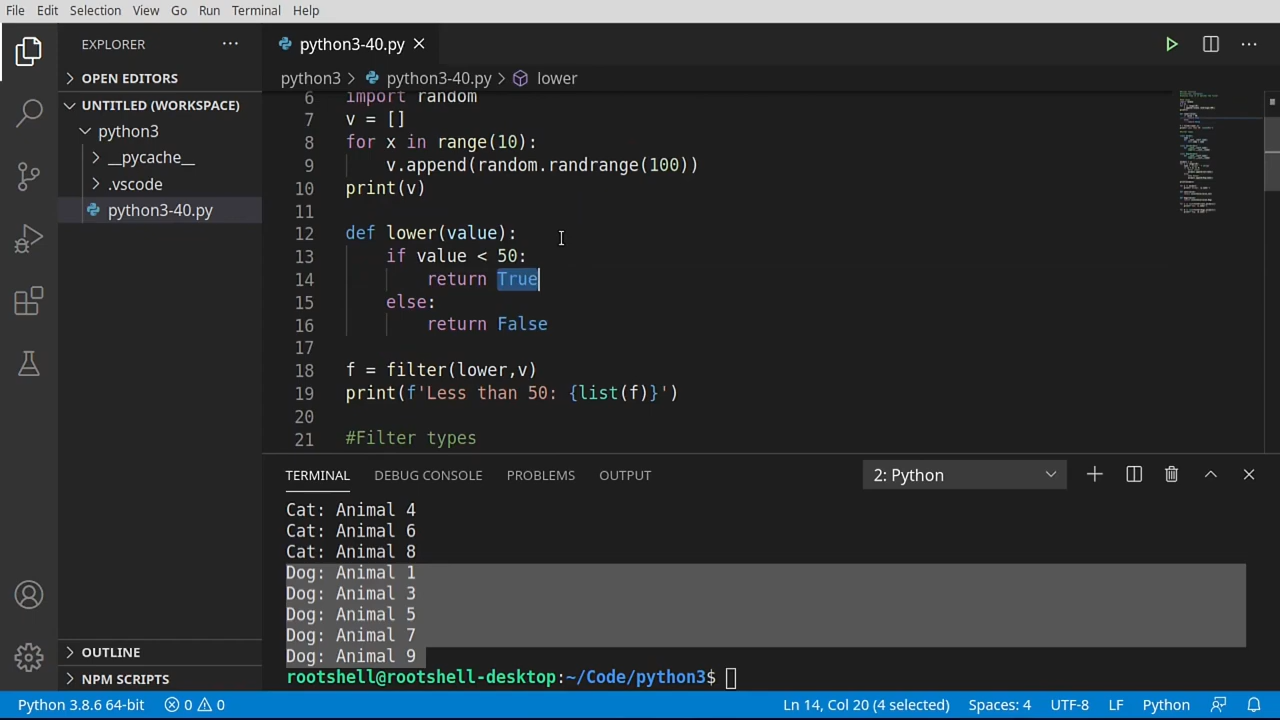 File Edit Selection View Go Run Terminal Help
EXPLORER
OPEN EDITORS
UNTITLED (WORKSPACE)
python3
__pycache__
.vscode
python3-40.py
OUTLINE
NPM SCRIPTS
python3-40.py
python3 > python3-40.py > lower
6 import random
7 v = []
8 for x in range(10):
9 v.append(random.randrange(100))
10 print(v)
11
12 def lower(value):
13 if value < 50:
14 return True
15 else:
16 return False
17
18 f = filter(lower,v)
19 print(f'Less than 50: {list(f)}')
20
21 #Filter types
TERMINAL DEBUG CONSOLE PROBLEMS OUTPUT 2: Python
Cat: Animal 4
Cat: Animal 6
Cat: Animal 8
Dog: Animal 1
Dog: Animal 3
Dog: Animal 5
Dog: Animal 7
Dog: Animal 9
rootshell@rootshell-desktop:~/Code/python3$
Python 3.8.6 64-bit 0 0 Ln 14, Col 20 (4 selected) Spaces: 4 UTF-8 LF Python